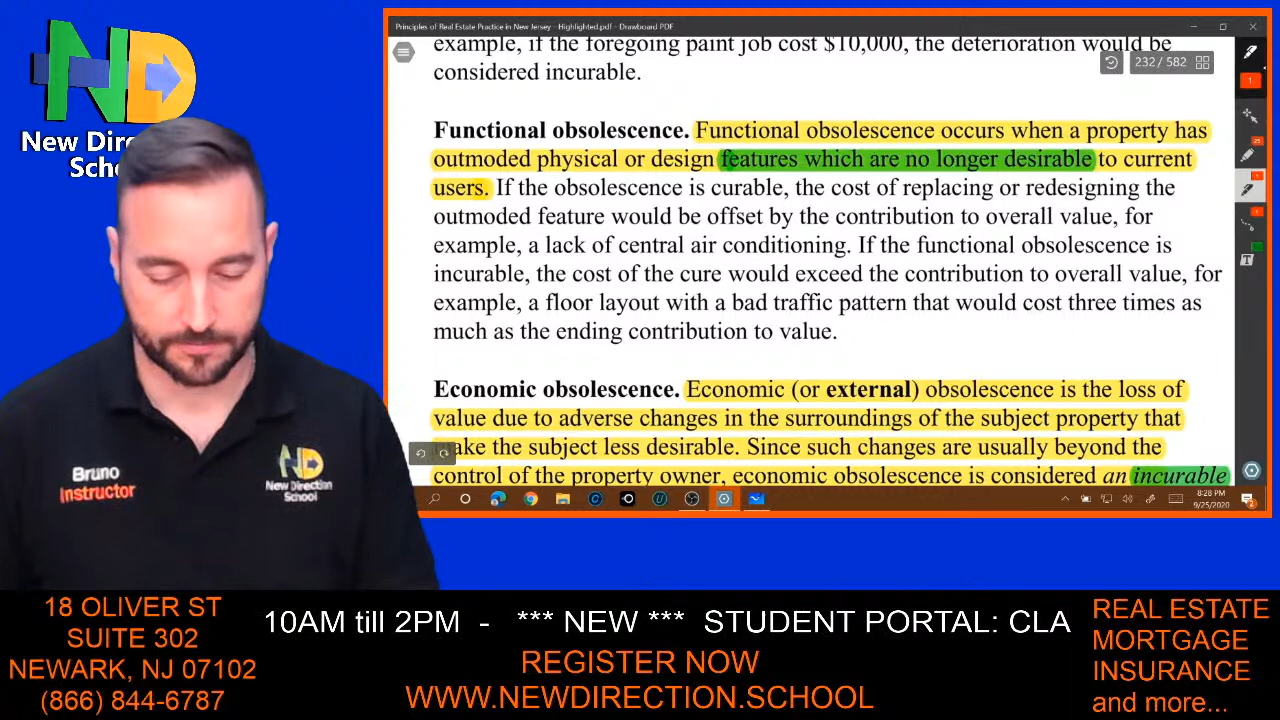 New Dir
Scho
Principles of Real Estate Practice in New Jersey - Highlighted.pdf - Drawboard PDF
example, if the foregoing paint job cost $10,000, the deterioration would be
considered incurable.
232 / 582
Functional obsolescence. Functional obsolescence occurs when a property has
outmoded physical or design features which are no longer desirable to current
users. If the obsolescence is curable, the cost of replacing or redesigning the
outmoded feature would be offset by the contribution to overall value, for
example, a lack of central air conditioning. If the functional obsolescence is
incurable, the cost of the cure would exceed the contribution to overall value, for
example, a floor layout with a bad traffic pattern that would cost three times as
much as the ending contribution to value.
Economic obsolescence. Economic (or external) obsolescence is the loss of
value due to adverse changes in the surroundings of the subject property that
make the subject less desirable. Since such changes are usually beyond the
control of the property owner, economic obsolescence is considered an incurable
8:28 PM
9/25/2020
Bruno
Instructor
New Direction
School
18 OLIVER ST
SUITE 302
NEWARK, NJ 07102
(866) 844-6787
10AM till 2PM - *** NEW *** STUDENT PORTAL: CLA
REGISTER NOW
WWW.NEWDIRECTION.SCHOOL
REAL ESTATE
MORTGAGE
INSURANCE
and more...